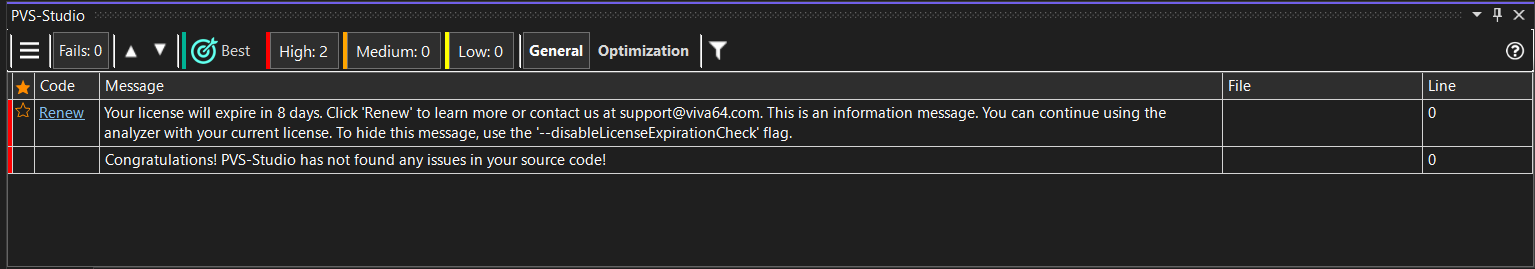 PVS-Studio
Fails: 0 Best High: 2 Medium: 0 Low: 0 General Optimization
Code Message File Line
Renew Your license will expire in 8 days. Click 'Renew' to learn more or contact us at support@viva64.com. This is an information message. You can continue using the 0
analyzer with your current license. To hide this message, use the '--disableLicenseExpirationCheck' flag.
Congratulations! PVS-Studio has not found any issues in your source code! 0